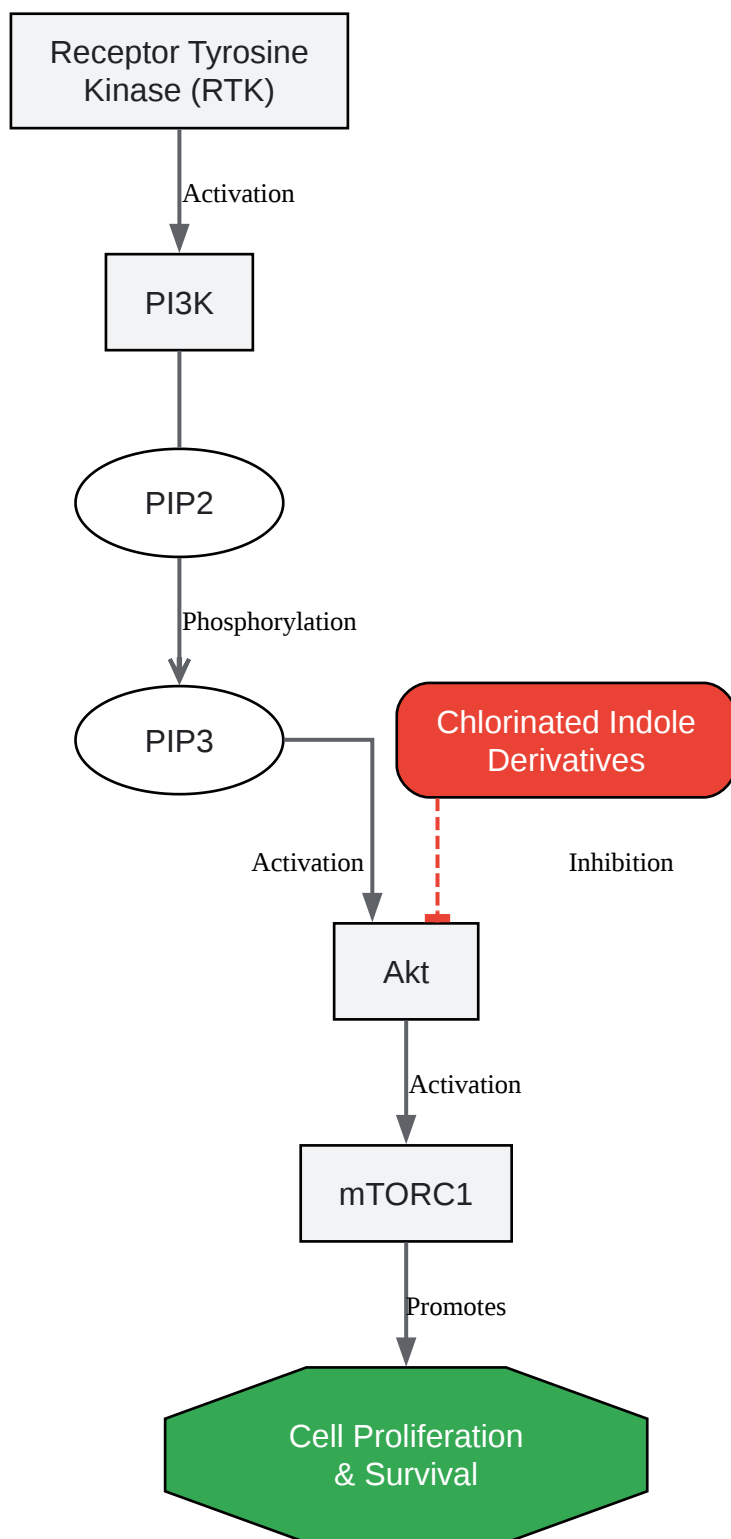 Receptor Tyrosine
Kinase (RTK)
Activation
PI3K
PIP2
Phosphorylation
PIP3
Chlorinated Indole
Derivatives
Activation
Inhibition
Akt
Activation
mTORC1
Promotes
Cell Proliferation
& Survival